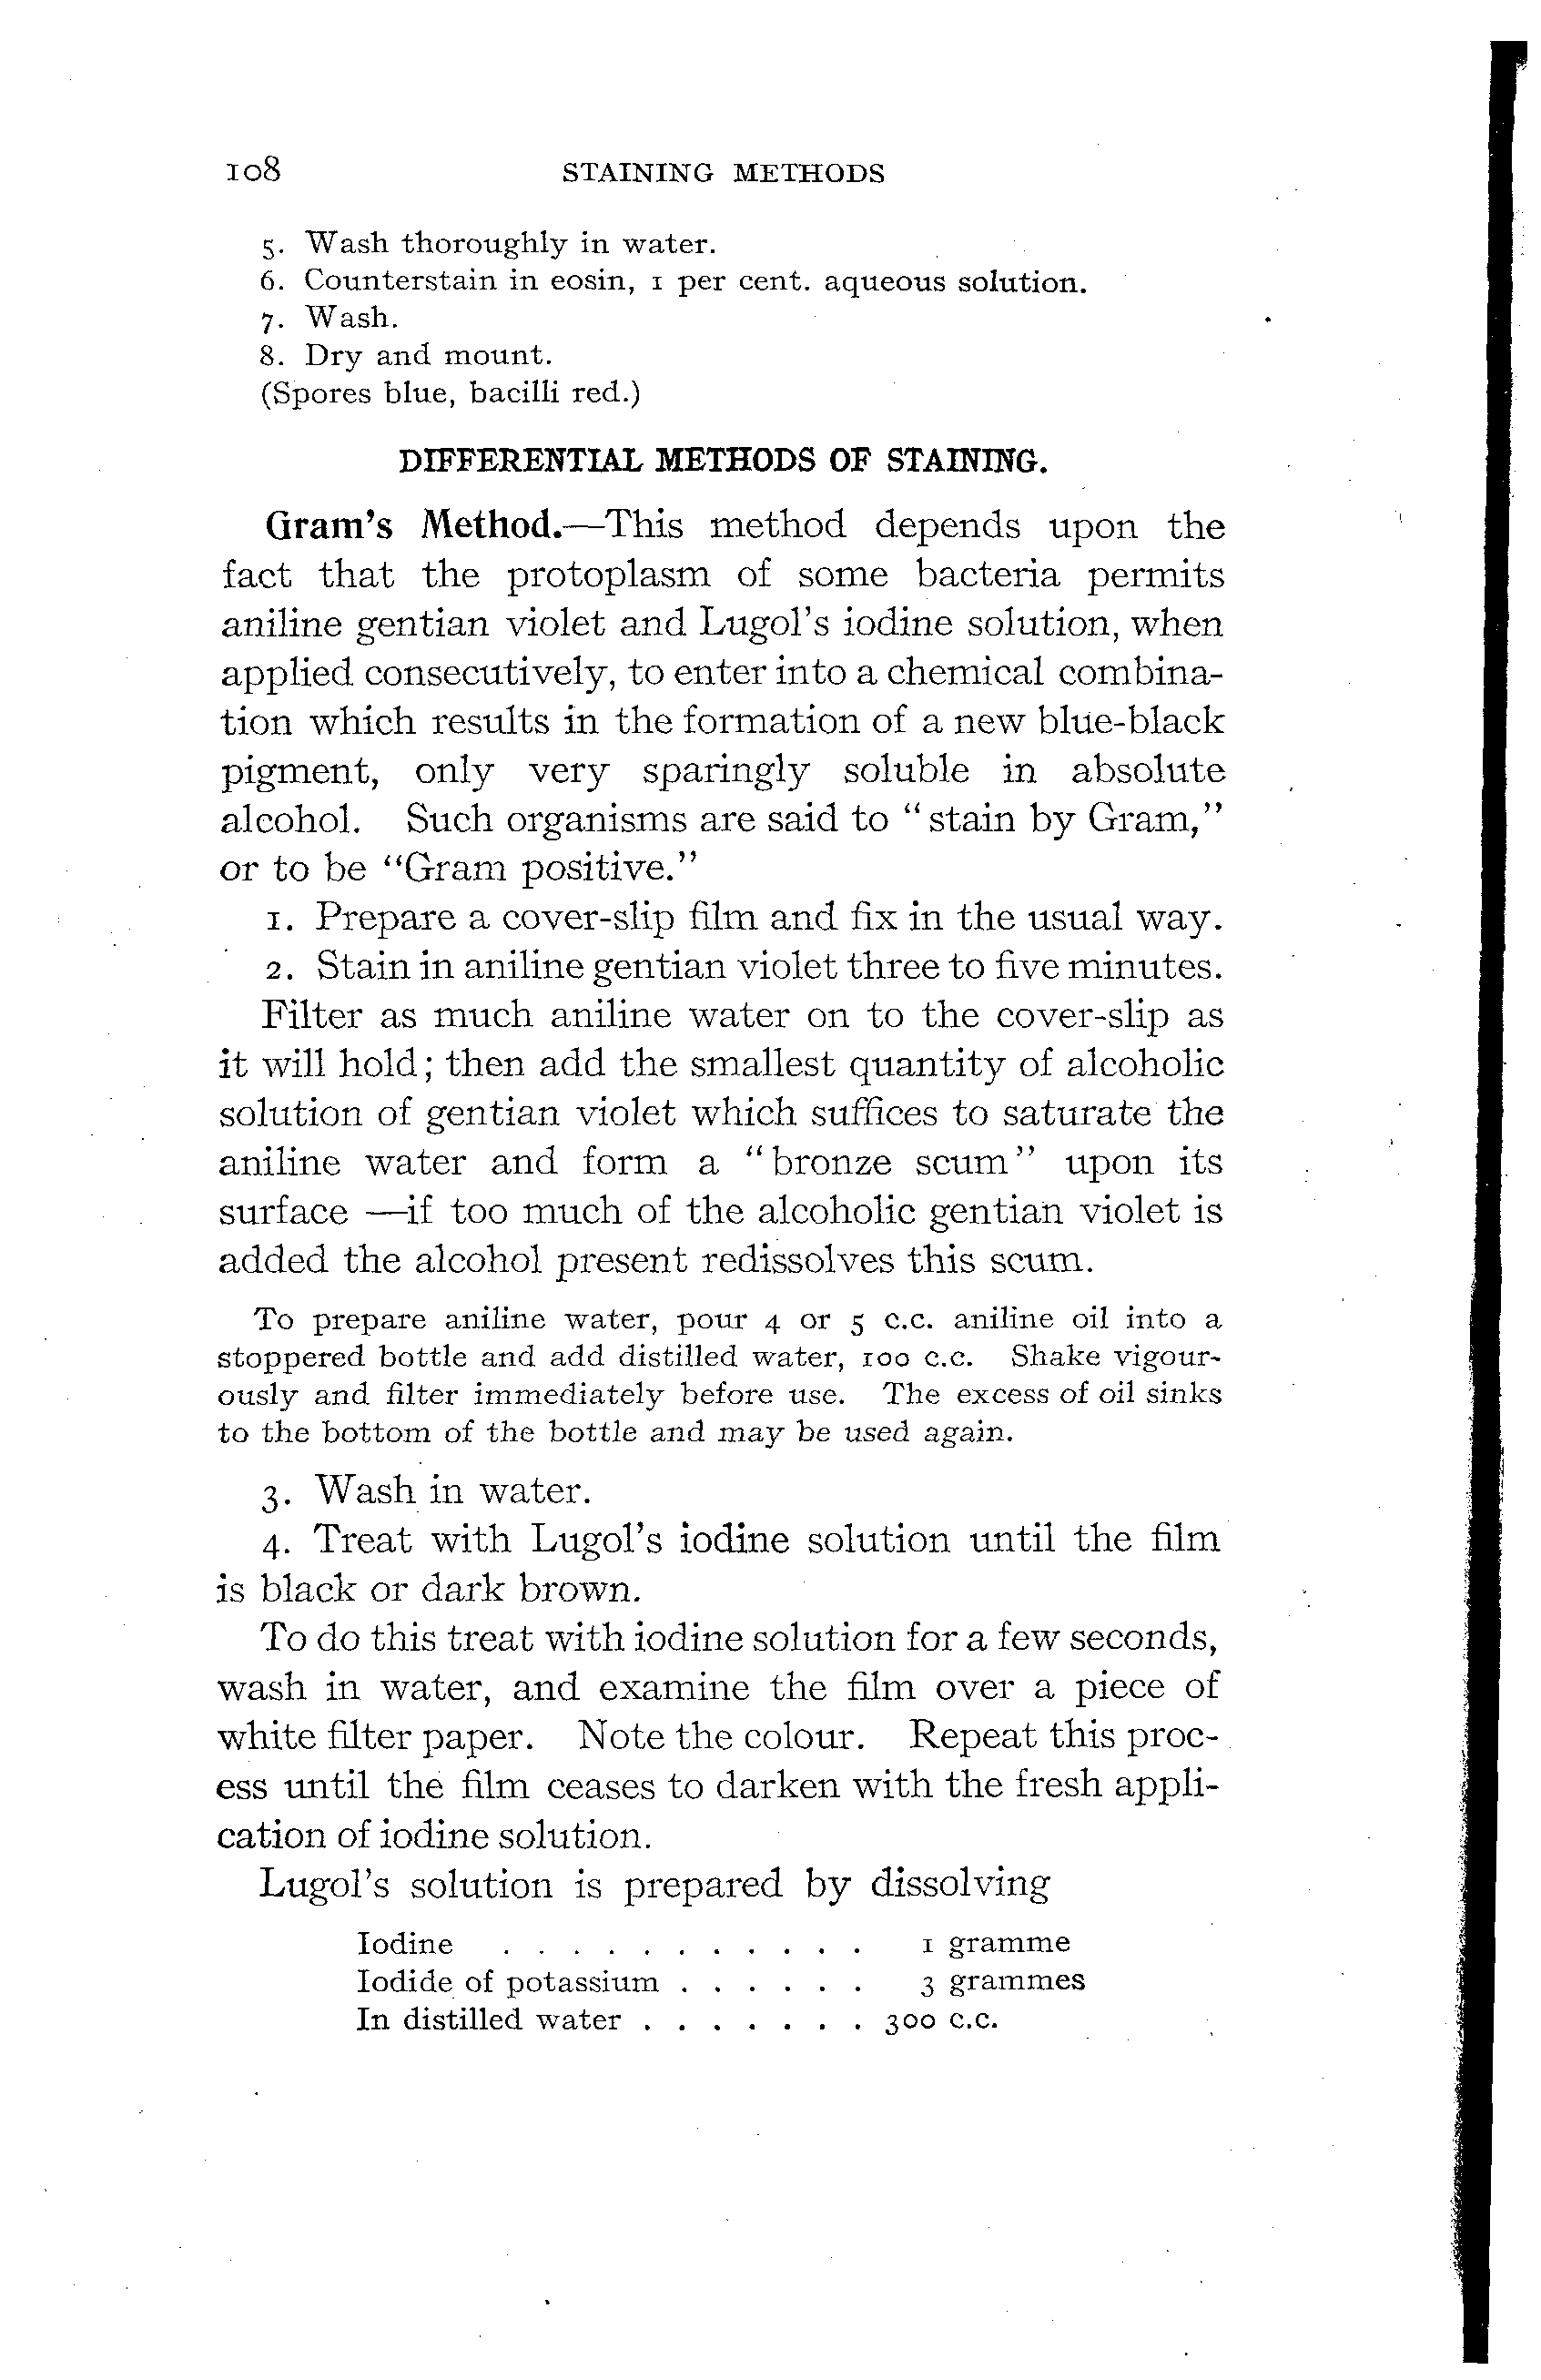 108 STAINING METHODS
5. Wash thoroughly in water.
6. Counterstain in eosin, 1 per cent. aqueous solution.
7. Wash.
8. Dry and mount.
(Spores blue, bacilli red.)
DIFFERENTIAL METHODS OF STAINING.
Gram's Method.—This method depends upon the
fact that the protoplasm of some bacteria permits
aniline gentian violet and Lugol's iodine solution, when
applied consecutively, to enter into a chemical combina-
tion which results in the formation of a new blue-black
pigment, only very sparingly soluble in absolute
alcohol. Such organisms are said to "stain by Gram,"
or to be "Gram positive."
1. Prepare a cover-slip film and fix in the usual way.
2. Stain in aniline gentian violet three to five minutes.
Filter as much aniline water on to the cover-slip as
it will hold; then add the smallest quantity of alcoholic
solution of gentian violet which suffices to saturate the
aniline water and form a "bronze scum" upon its
surface —if too much of the alcoholic gentian violet is
added the alcohol present redissolves this scum.
To prepare aniline water, pour 4 or 5 c.c. aniline oil into a
stoppered bottle and add distilled water, 100 c.c. Shake vigour-
ously and filter immediately before use. The excess of oil sinks
to the bottom of the bottle and may be used again.
3. Wash in water.
4. Treat with Lugol's iodine solution until the film
is black or dark brown.
To do this treat with iodine solution for a few seconds,
wash in water, and examine the film over a piece of
white filter paper. Note the colour. Repeat this proc-
ess until the film ceases to darken with the fresh appli-
cation of iodine solution.
Lugol's solution is prepared by dissolving
Iodine . . . . . . . . . . . 1 gramme
Iodide of potassium . . . . . . 3 grammes
In distilled water . . . . . . . 300 c.c.